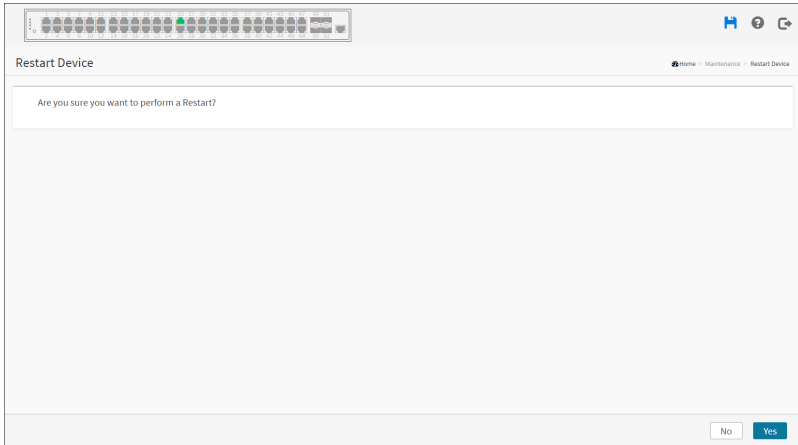 Restart Device
Home > Maintenance > Restart Device
Are you sure you want to perform a Restart?
No
Yes